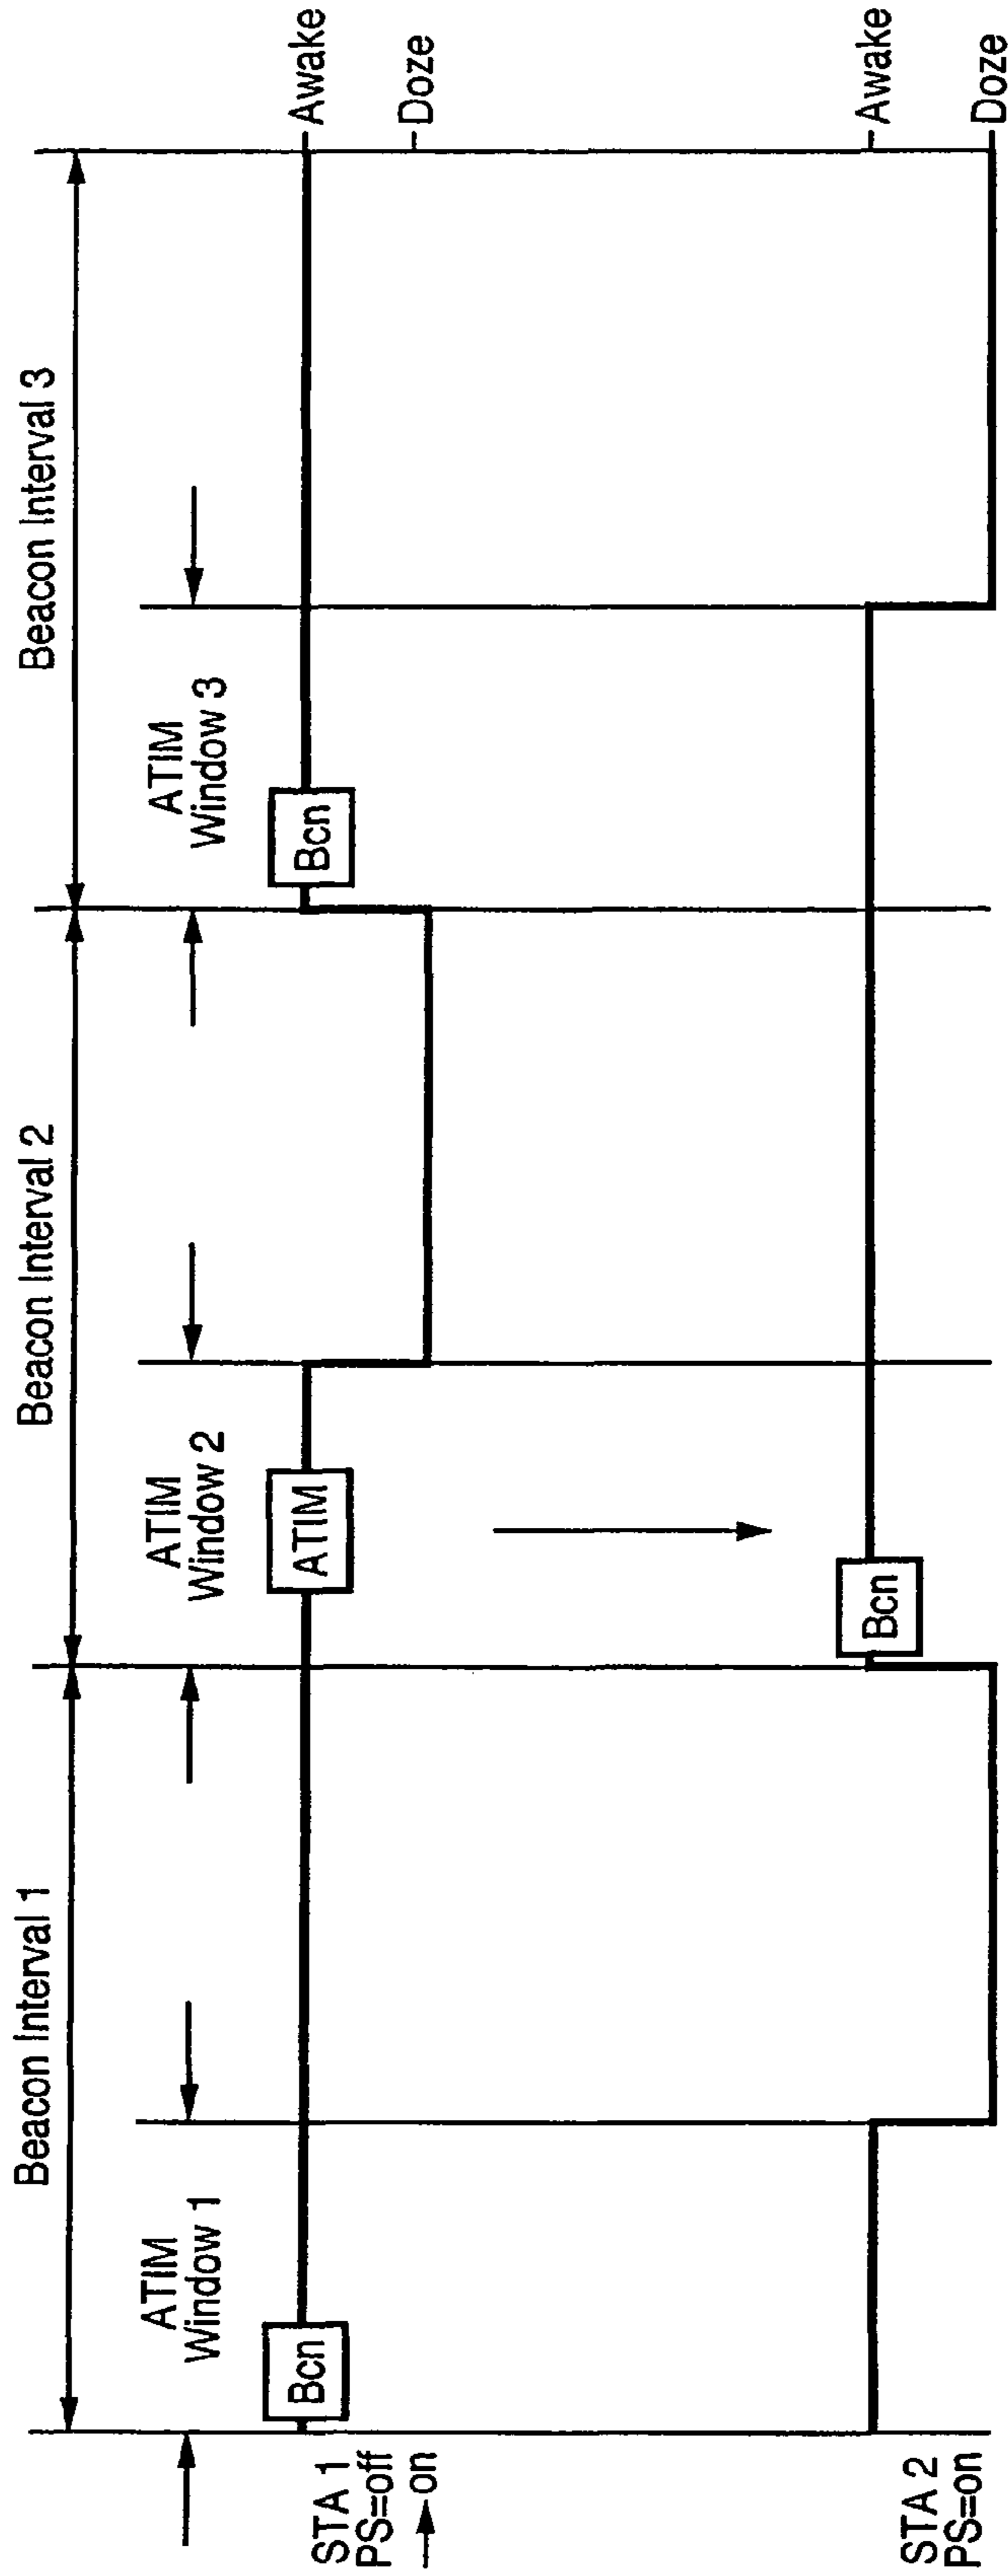 Beacon Interval 1
Beacon Interval 2
Beacon Interval 3
ATIM
Window 1
ATIM
Window 2
ATIM
Window 3
STA 1
PS=off
on
Bcn
ATIM
Bcn
Awake
Doze
STA 2
PS=on
Bcn
Awake
Doze